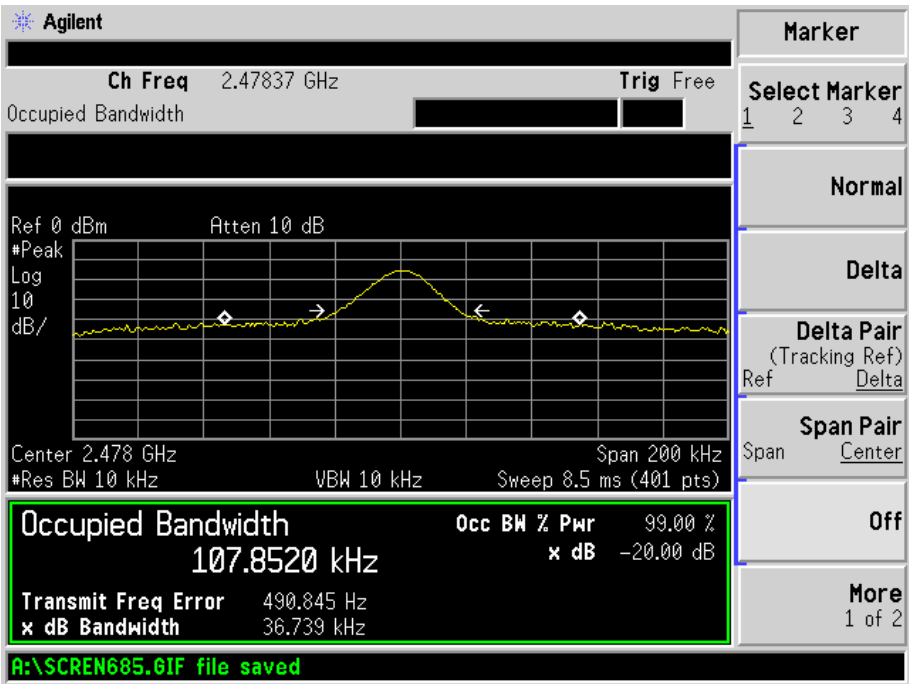 Agilent
Marker
Ch Freq 2.47837 GHz Trig Free
Occupied Bandwidth
Select Marker
1 2 3 4
Normal
Ref 0 dBm Atten 10 dB
#Peak
Log
10
dB/
Delta
Delta Pair
(Tracking Ref)
Ref Delta
Span Pair
Span Center
Center 2.478 GHz Span 200 kHz
#Res BW 10 kHz VBW 10 kHz Sweep 8.5 ms (401 pts)
Occupied Bandwidth
107.8520 kHz
Occ BW % Pwr 99.00 %
x dB -20.00 dB
Off
Transmit Freq Error 490.845 Hz
x dB Bandwidth 36.739 kHz
More
1 of 2
A:\SCREN685.GIF file saved